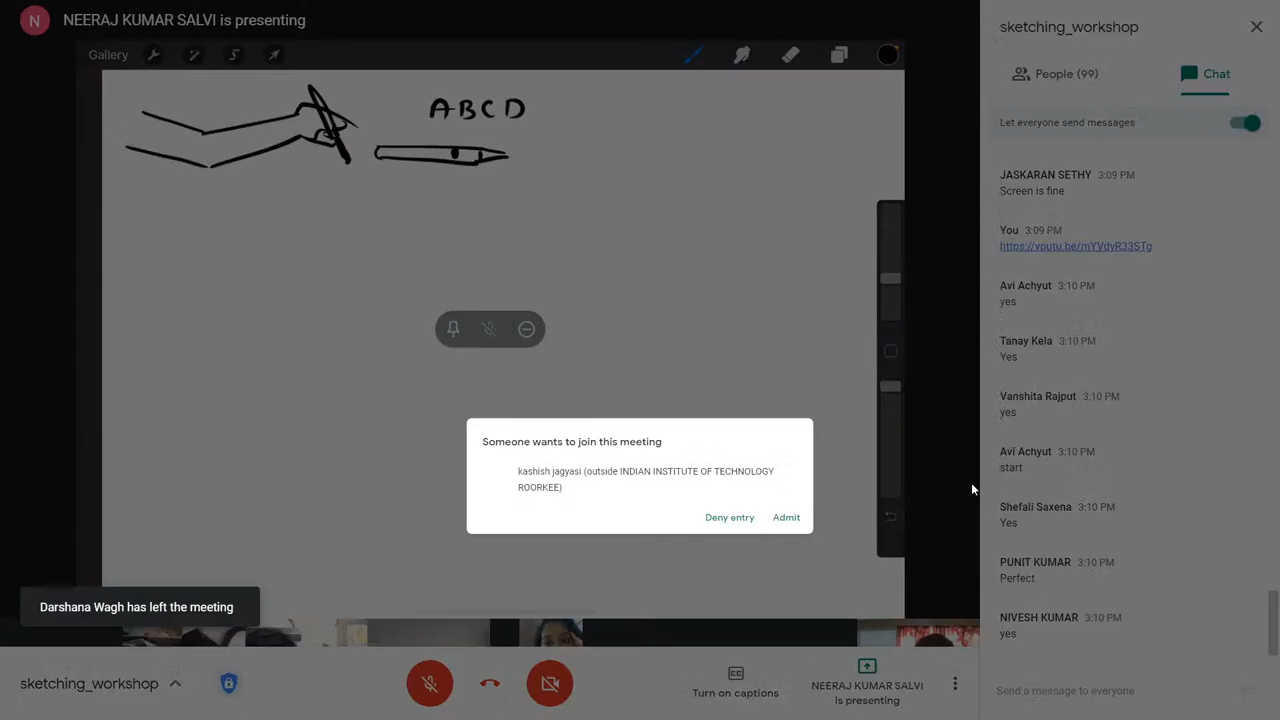 N NEERAJ KUMAR SALVI is presenting
Gallery
A B C D
sketching_workshop
People (99)
Chat
Let everyone send messages
JASKARAN SETHY 3:09 PM
Screen is fine
You 3:09 PM
https://youtu.be/mYVdyR33STg
Avi Achyut 3:10 PM
yes
Tanay Kela 3:10 PM
Yes
Vanshita Rajput 3:10 PM
yes
Avi Achyut 3:10 PM
start
Shefali Saxena 3:10 PM
Yes
PUNIT KUMAR 3:10 PM
Perfect
NIVESH KUMAR 3:10 PM
yes
Send a message to everyone
Someone wants to join this meeting
kashish jagyasi (outside INDIAN INSTITUTE OF TECHNOLOGY
ROORKEE)
Deny entry
Admit
Darshana Wagh has left the meeting
sketching_workshop
Turn on captions
NEERAJ KUMAR SALVI
is presenting